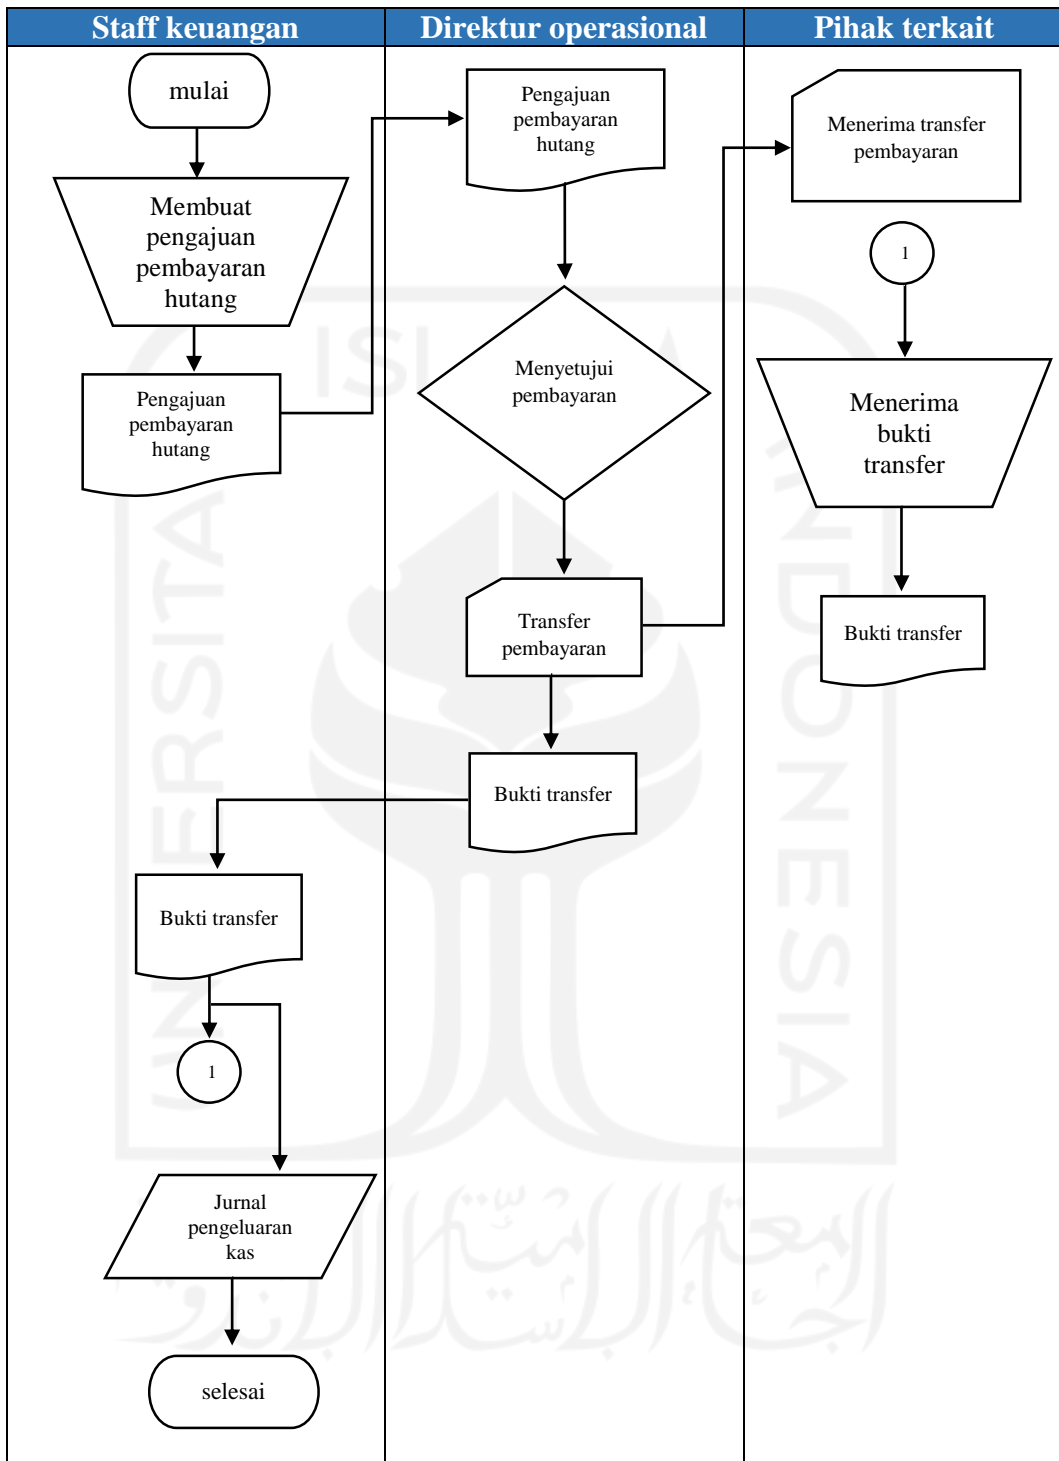 Staff keuangan
Direktur operasional
Pihak terkait
mulai
Membuat
pengajuan
pembayaran
hutang
Pengajuan
pembayaran
hutang
Pengajuan
pembayaran
hutang
Menyetujui
pembayaran
Transfer
pembayaran
Bukti transfer
Menerima transfer
pembayaran
1
Menerima
bukti
transfer
Bukti transfer
Bukti transfer
1
Jurnal
pengeluaran
kas
selesai